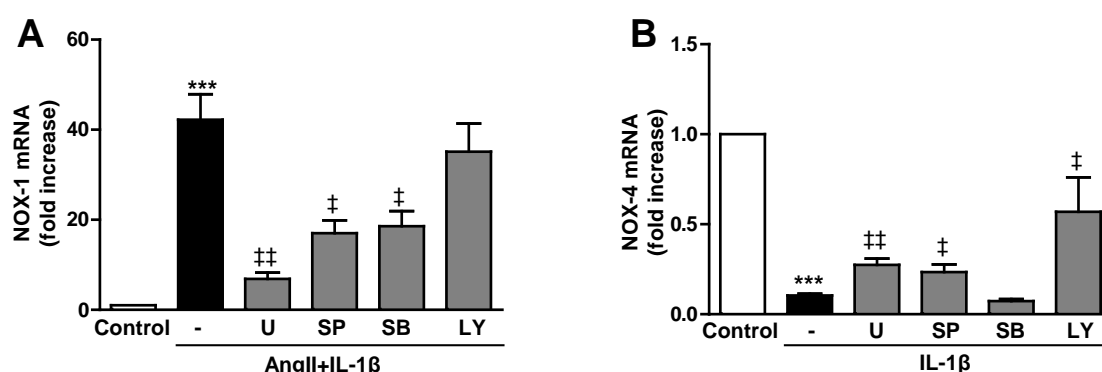 A
NOX-1 mRNA
(fold increase)
60
40
20
0
***
‡‡
‡
‡
Control - U SP SB LY
AngII+IL-1β
B
NOX-4 mRNA
(fold increase)
1.5
1.0
0.5
0.0
***
‡‡
‡
‡
Control - U SP SB LY
IL-1β